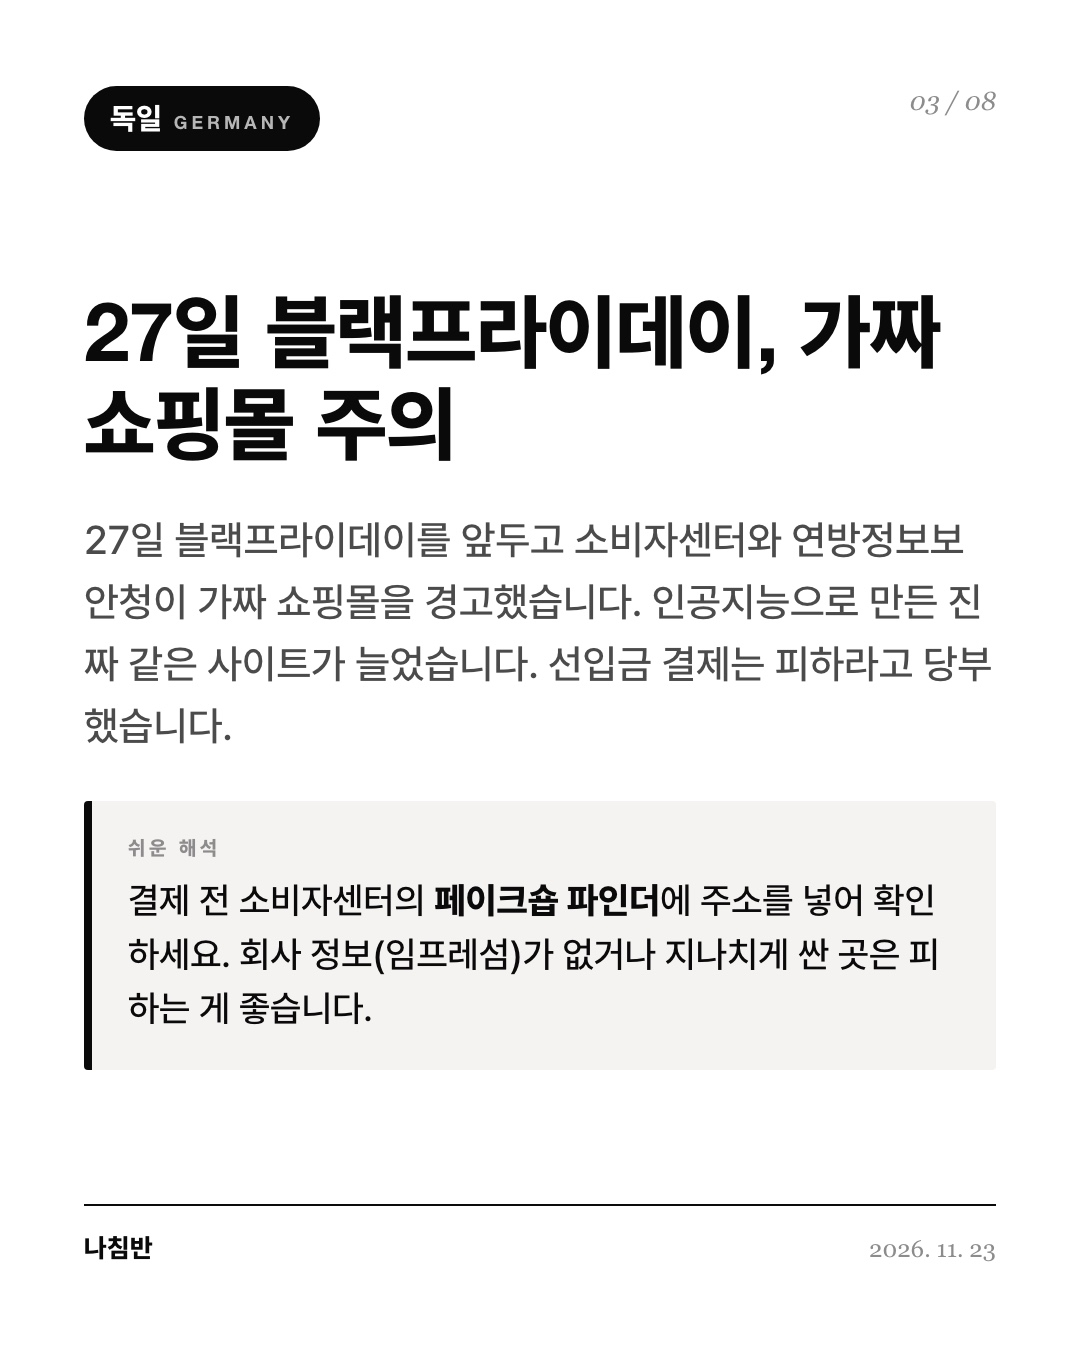 독일 GERMANY
03 / 08
27일 블랙프라이데이, 가짜
쇼핑몰 주의
27일 블랙프라이데이를 앞두고 소비자센터와 연방정보보
안청이 가짜 쇼핑몰을 경고했습니다. 인공지능으로 만든 진
짜 같은 사이트가 늘었습니다. 선입금 결제는 피하라고 당부
했습니다.
쉬운 해석
결제 전 소비자센터의 페이크숍 파인더에 주소를 넣어 확인
하세요. 회사 정보(임프레섬)가 없거나 지나치게 싼 곳은 피
하는 게 좋습니다.
나침반
2026. 11. 23